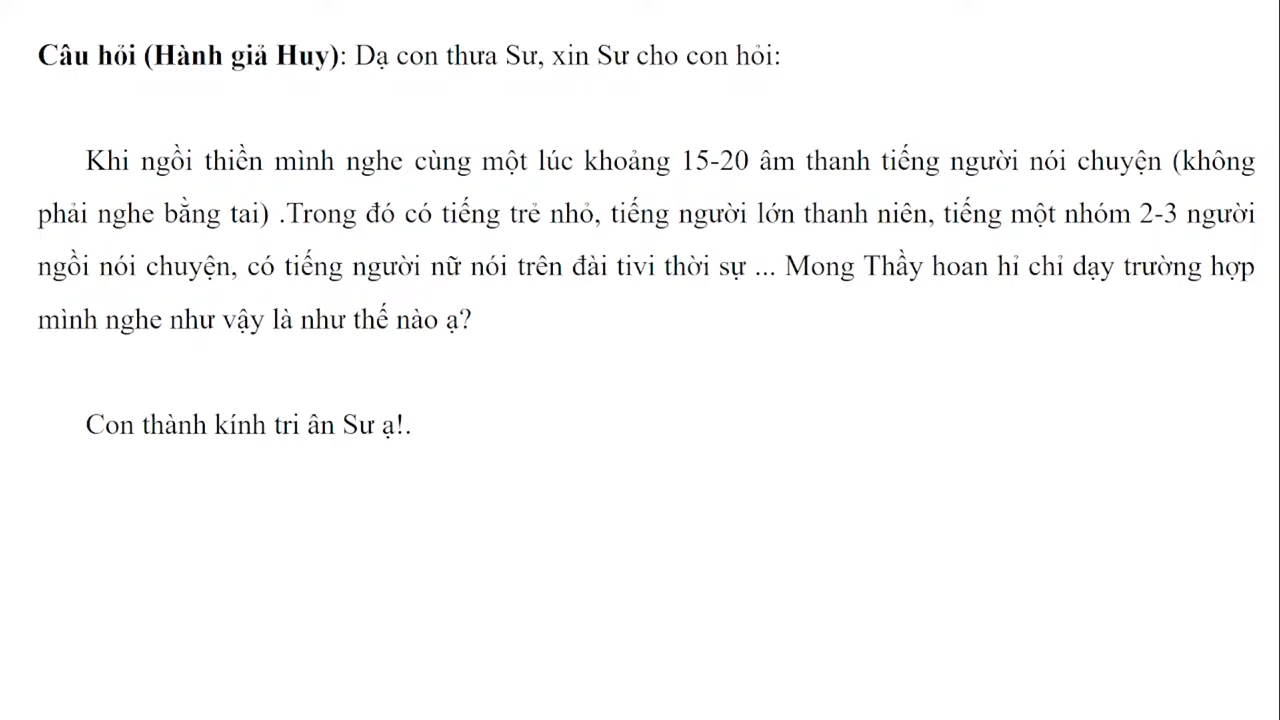 Câu hỏi (Hành giả Huy): Dạ con thưa Sư, xin Sư cho con hỏi:
Khi ngồi thiền mình nghe cùng một lúc khoảng 15-20 âm thanh tiếng người nói chuyện (không
phải nghe bằng tai) .Trong đó có tiếng trẻ nhỏ, tiếng người lớn thanh niên, tiếng một nhóm 2-3 người
ngồi nói chuyện, có tiếng người nữ nói trên đài tivi thời sự ... Mong Thầy hoan hỉ chỉ dạy trường hợp
mình nghe như vậy là như thế nào ạ?
Con thành kính tri ân Sư ạ!.